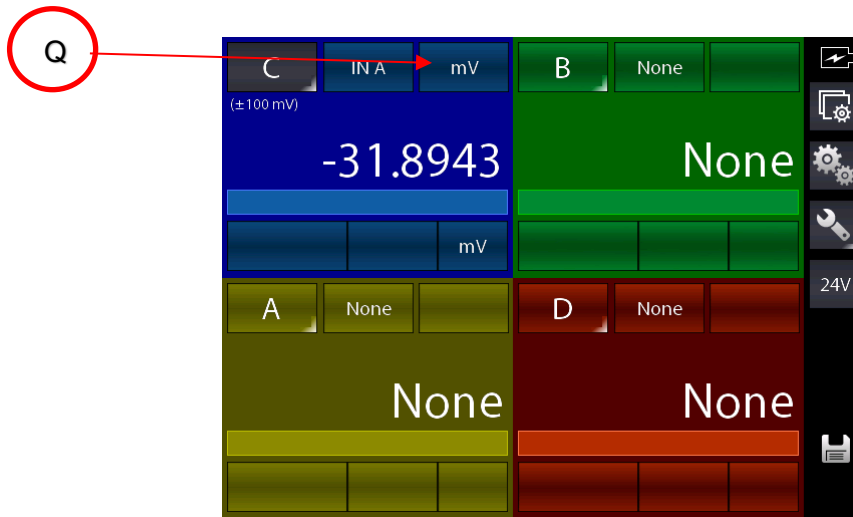 Q
C IN A mV
(±100 mV)
-31.8943
mV
B None
None
A None
None
D None
None
24V